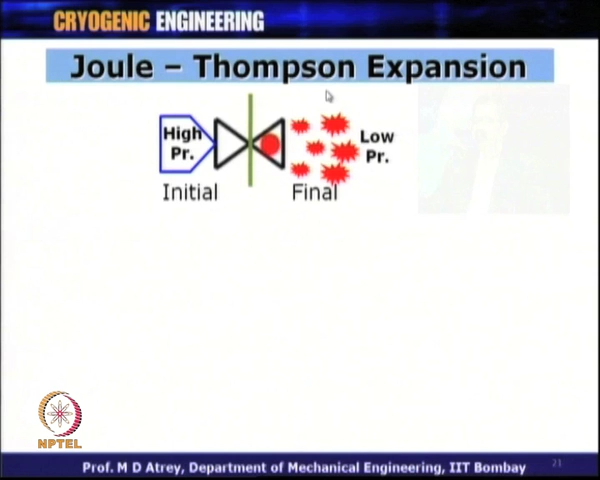 CRYOGENIC ENGINEERING
Joule – Thompson Expansion
High
Pr.
Low
Pr.
Initial
Final
NPTEL
Prof. M D Atrey, Department of Mechanical Engineering, IIT Bombay
21